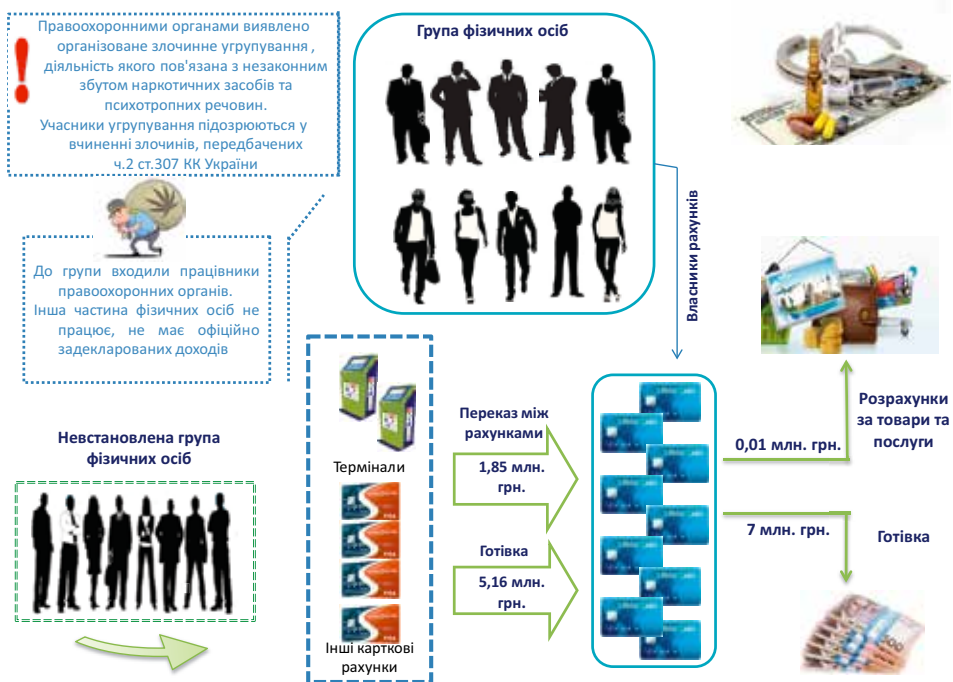 Правоохоронними органами виявлено
організоване злочинне угрупування ,
діяльність якого пов'язана з незаконним
збутом наркотичних засобів та
психотропних речовин.
Учасники угрупування підозрюються у
вчиненні злочинів, передбачених
ч.2 ст.307 КК України
До групи входили працівники
правоохоронних органів.
Інша частина фізичних осіб не
працює, не має офіційно
задекларованих доходів
Група фізичних осіб
Власники рахунків
Невстановлена група
фізичних осіб
Термінали
Інші карткові
рахунки
Переказ між
рахунками
1,85 млн.
грн.
Готівка
5,16 млн.
грн.
0,01 млн. грн.
Розрахунки
за товари та
послуги
7 млн. грн.
Готівка
500